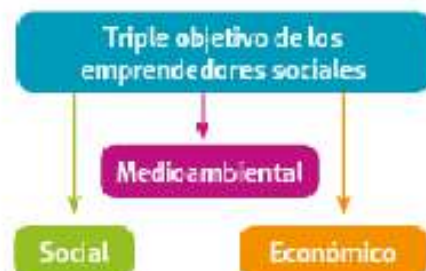 Triple objetivo de los
emprendedores sociales
Medioambiental
Social
Económico